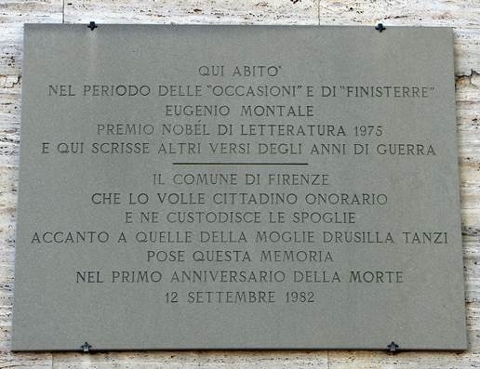 QUI ABITO'
NEL PERIODO DELLE "OCCASIONI" E DI "FINISTERRE"
EUGENIO MONTALE
PREMIO NOBEL DI LETTERATURA 1975
E QUI SCRISSE ALTRI VERSI DEGLI ANNI DI GUERRA
IL COMUNE DI FIRENZE
CHE LO VOLLE CITTADINO ONORARIO
E NE CUSTODISCE LE SPOGLIE
ACCANTO A QUELLE DELLA MOGLIE DRUSILLA TANZI
POSE QUESTA MEMORIA
NEL PRIMO ANNIVERSARIO DELLA MORTE
12 SETTEMBRE 1982